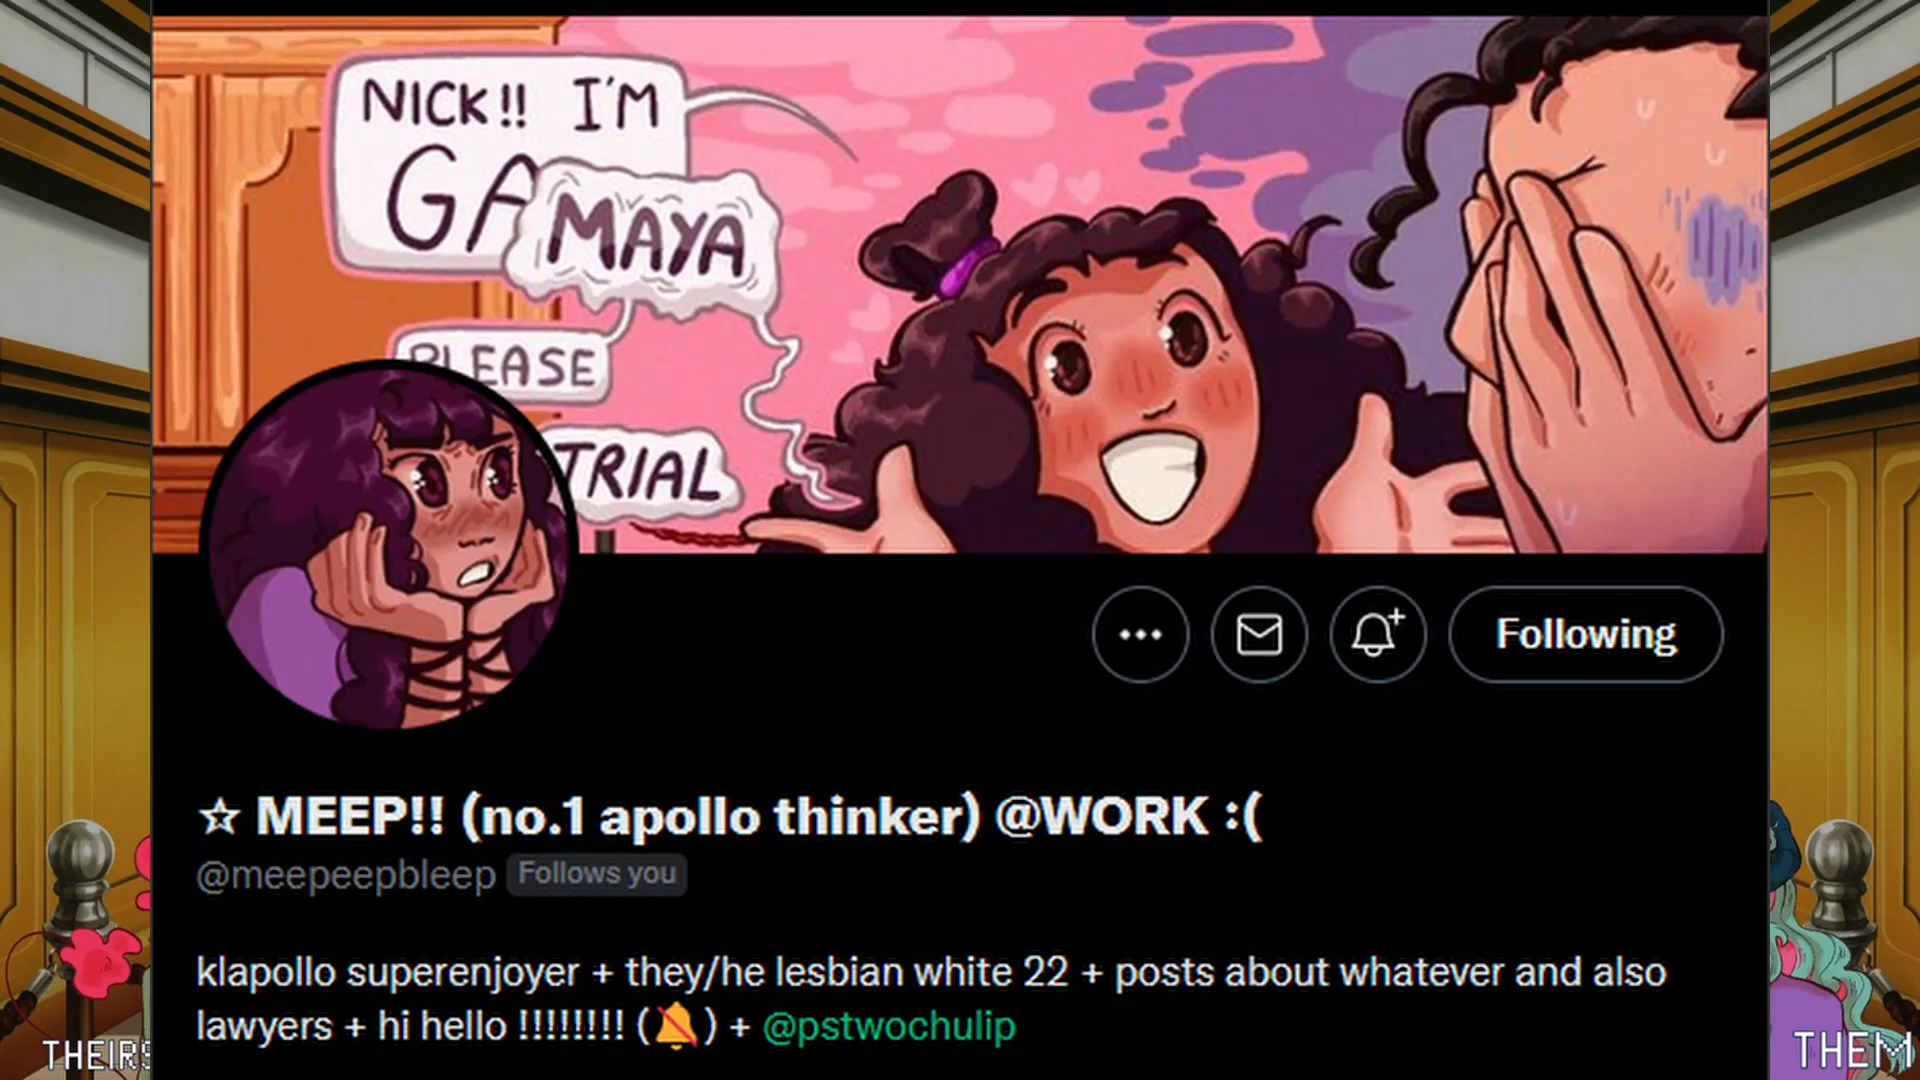 NICK!! I'M
GA
MAYA
PLEASE
TRIAL
Following
☆ MEEP!! (no.1 apollo thinker) @WORK :(
@meepeepbleep Follows you
klapollo superenjoyer + they/he lesbian white 22 + posts about whatever and also
lawyers + hi hello !!!!!!!!! (🔕) + @pstwochulip
THEIRS
THEM